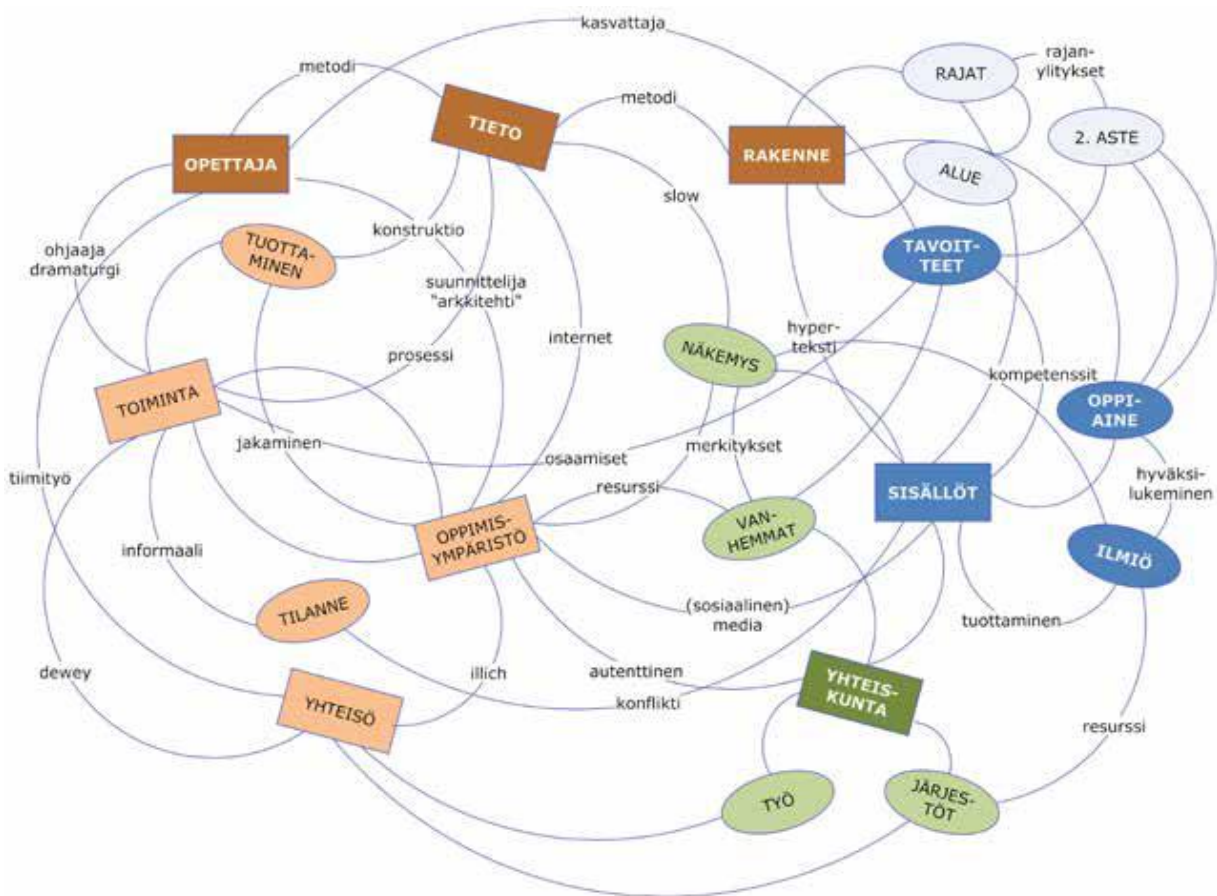 kasvattaja
metodi
TIETO
metodi
RAJAT
rajan-
ylitykset
OPETTAJA
RAKENNE
2. ASTE
ALUE
slow
TUOTTA-
MINEN
konstruktio
ohjaaja
dramaturgi
TAVOIT-
TEET
suunnittelija
"arkkitehti"
internet
NÄKEMYS
hyper-
teksti
prosessi
TOIMINTA
kompetenssit
OPPI-
AINE
jakaminen
merkitykset
osaamiset
tiimityö
resurssi
SISÄLLÖT
hyväksi-
lukeminen
OPPIMIS-
YMPÄRISTÖ
VAN-
HEMMAT
informaali
ILMIÖ
TILANNE
(sosiaalinen)
media
tuottaminen
dewey
illich
autenttinen
YHTEIS-
KUNTA
YHTEISÖ
konflikti
resurssi
TYÖ
JÄRJES-
TÖT